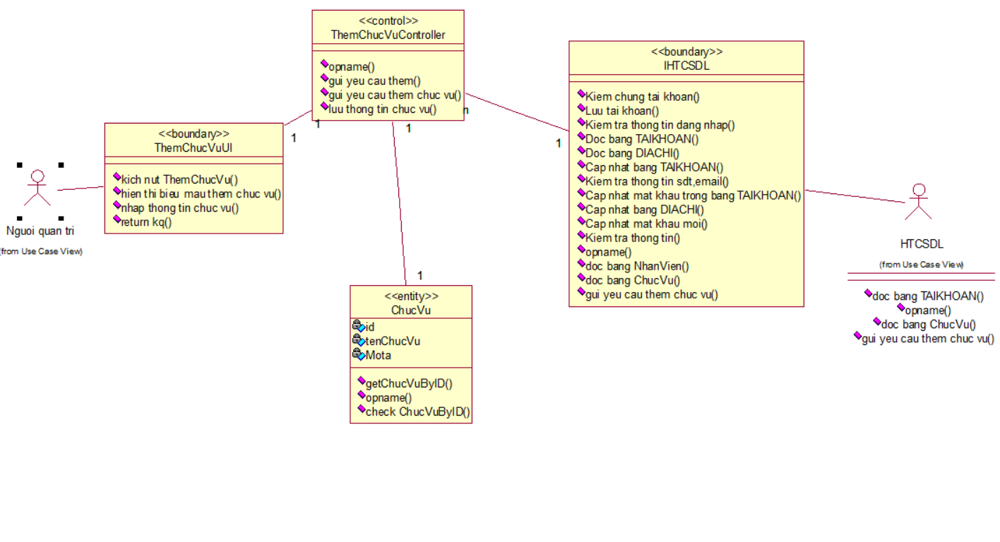 <<control>>
ThemChucVuController
opname()
gui yeu cau them()
gui yeu cau them chuc vu()
luu thong tin chuc vu()
n
1
1
1
1
1
<<boundary>>
ThemChucVuUI
kich nut ThemChucVu()
hien thi bieu mau them chuc vu()
nhap thong tin chuc vu()
return kq()
Nguoi quan tri
(from Use Case View)
<<boundary>>
IHTCSDL
Kiem chung tai khoan()
Luu tai khoan()
Kiem tra thong tin dang nhap()
Doc bang TAIKHOAN()
Doc bang DIACHI()
Cap nhat bang TAIKHOAN()
Kiem tra thong tin sdt,email()
Cap nhat mat khau trong bang TAIKHOAN()
Cap nhat bang DIACHI()
Cap nhat mat khau moi()
Kiem tra thong tin()
opname()
doc bang NhanVien()
doc bang ChucVu()
gui yeu cau them chuc vu()
HTCSDL
(from Use Case View)
doc bang TAIKHOAN()
opname()
doc bang ChucVu()
gui yeu cau them chuc vu()
<<entity>>
ChucVu
id
tenChucVu
Mota
getChucVuByID()
opname()
check ChucVuByID()